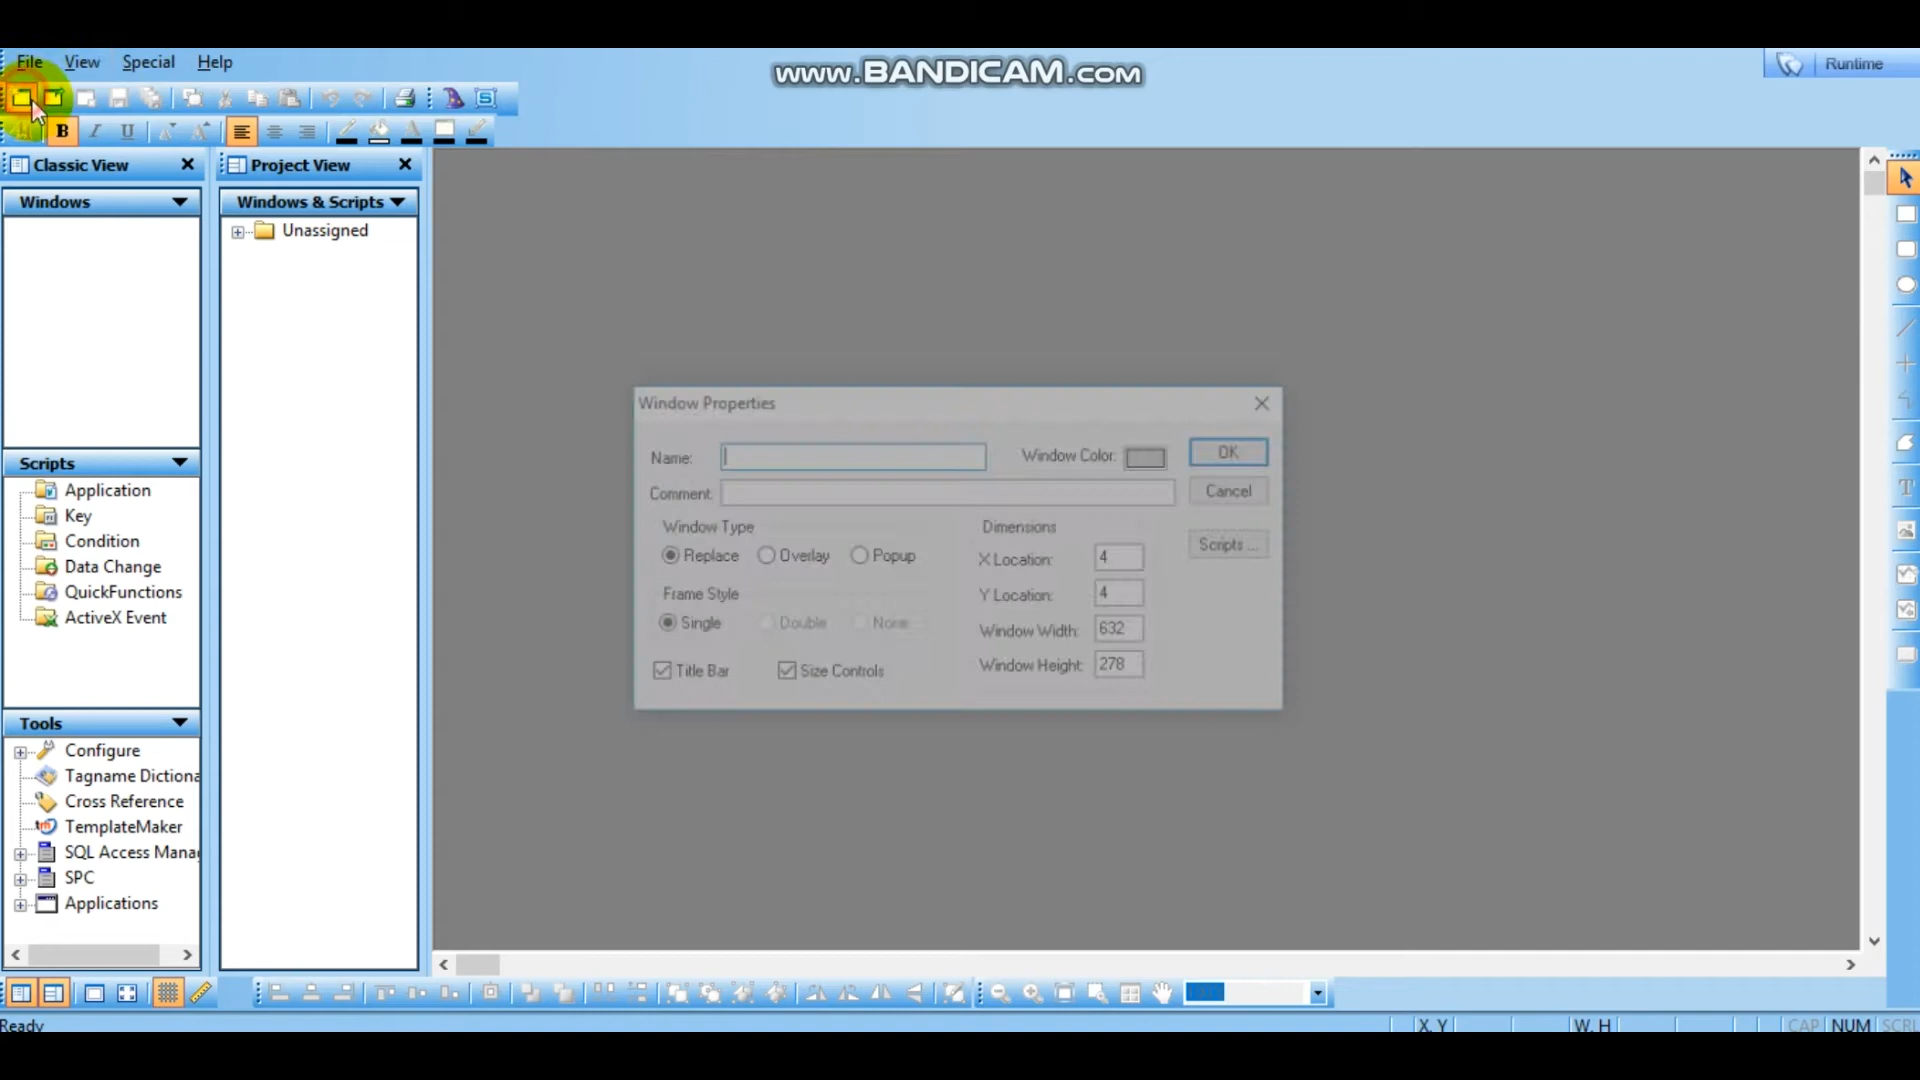 File View Special Help
www.BANDICAM.com
Runtime
B I U
Classic View
Project View
Windows
Windows & Scripts
Unassigned
Window Properties
Name:
Window Color:
OK
Comment
Cancel
Window Type
Dimensions
Replace Overlay Popup
X Location: 4
Scripts ...
Frame Style
Y Location: 4
Single Double None
Window Width: 632
Title Bar Size Controls
Window Height: 278
Scripts
Application
Key
Condition
Data Change
QuickFunctions
ActiveX Event
Tools
Configure
Tagname Dictiona
Cross Reference
TemplateMaker
SQL Access Mana
SPC
Applications
Ready
X, Y
W, H
CAP NUM SCRL